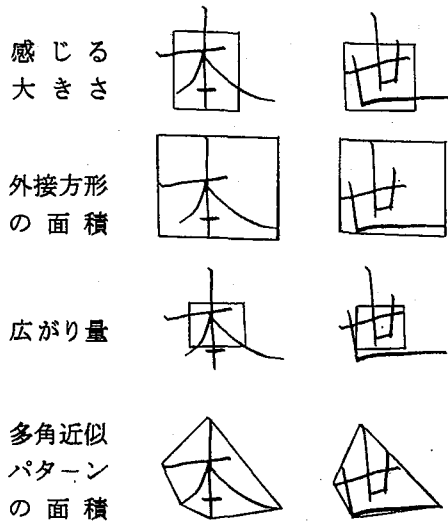 感じる 本 世
大きさ
外接方形 本 世
の面積
広がり量 本 世
多角近似 本 世
パターン
の面積